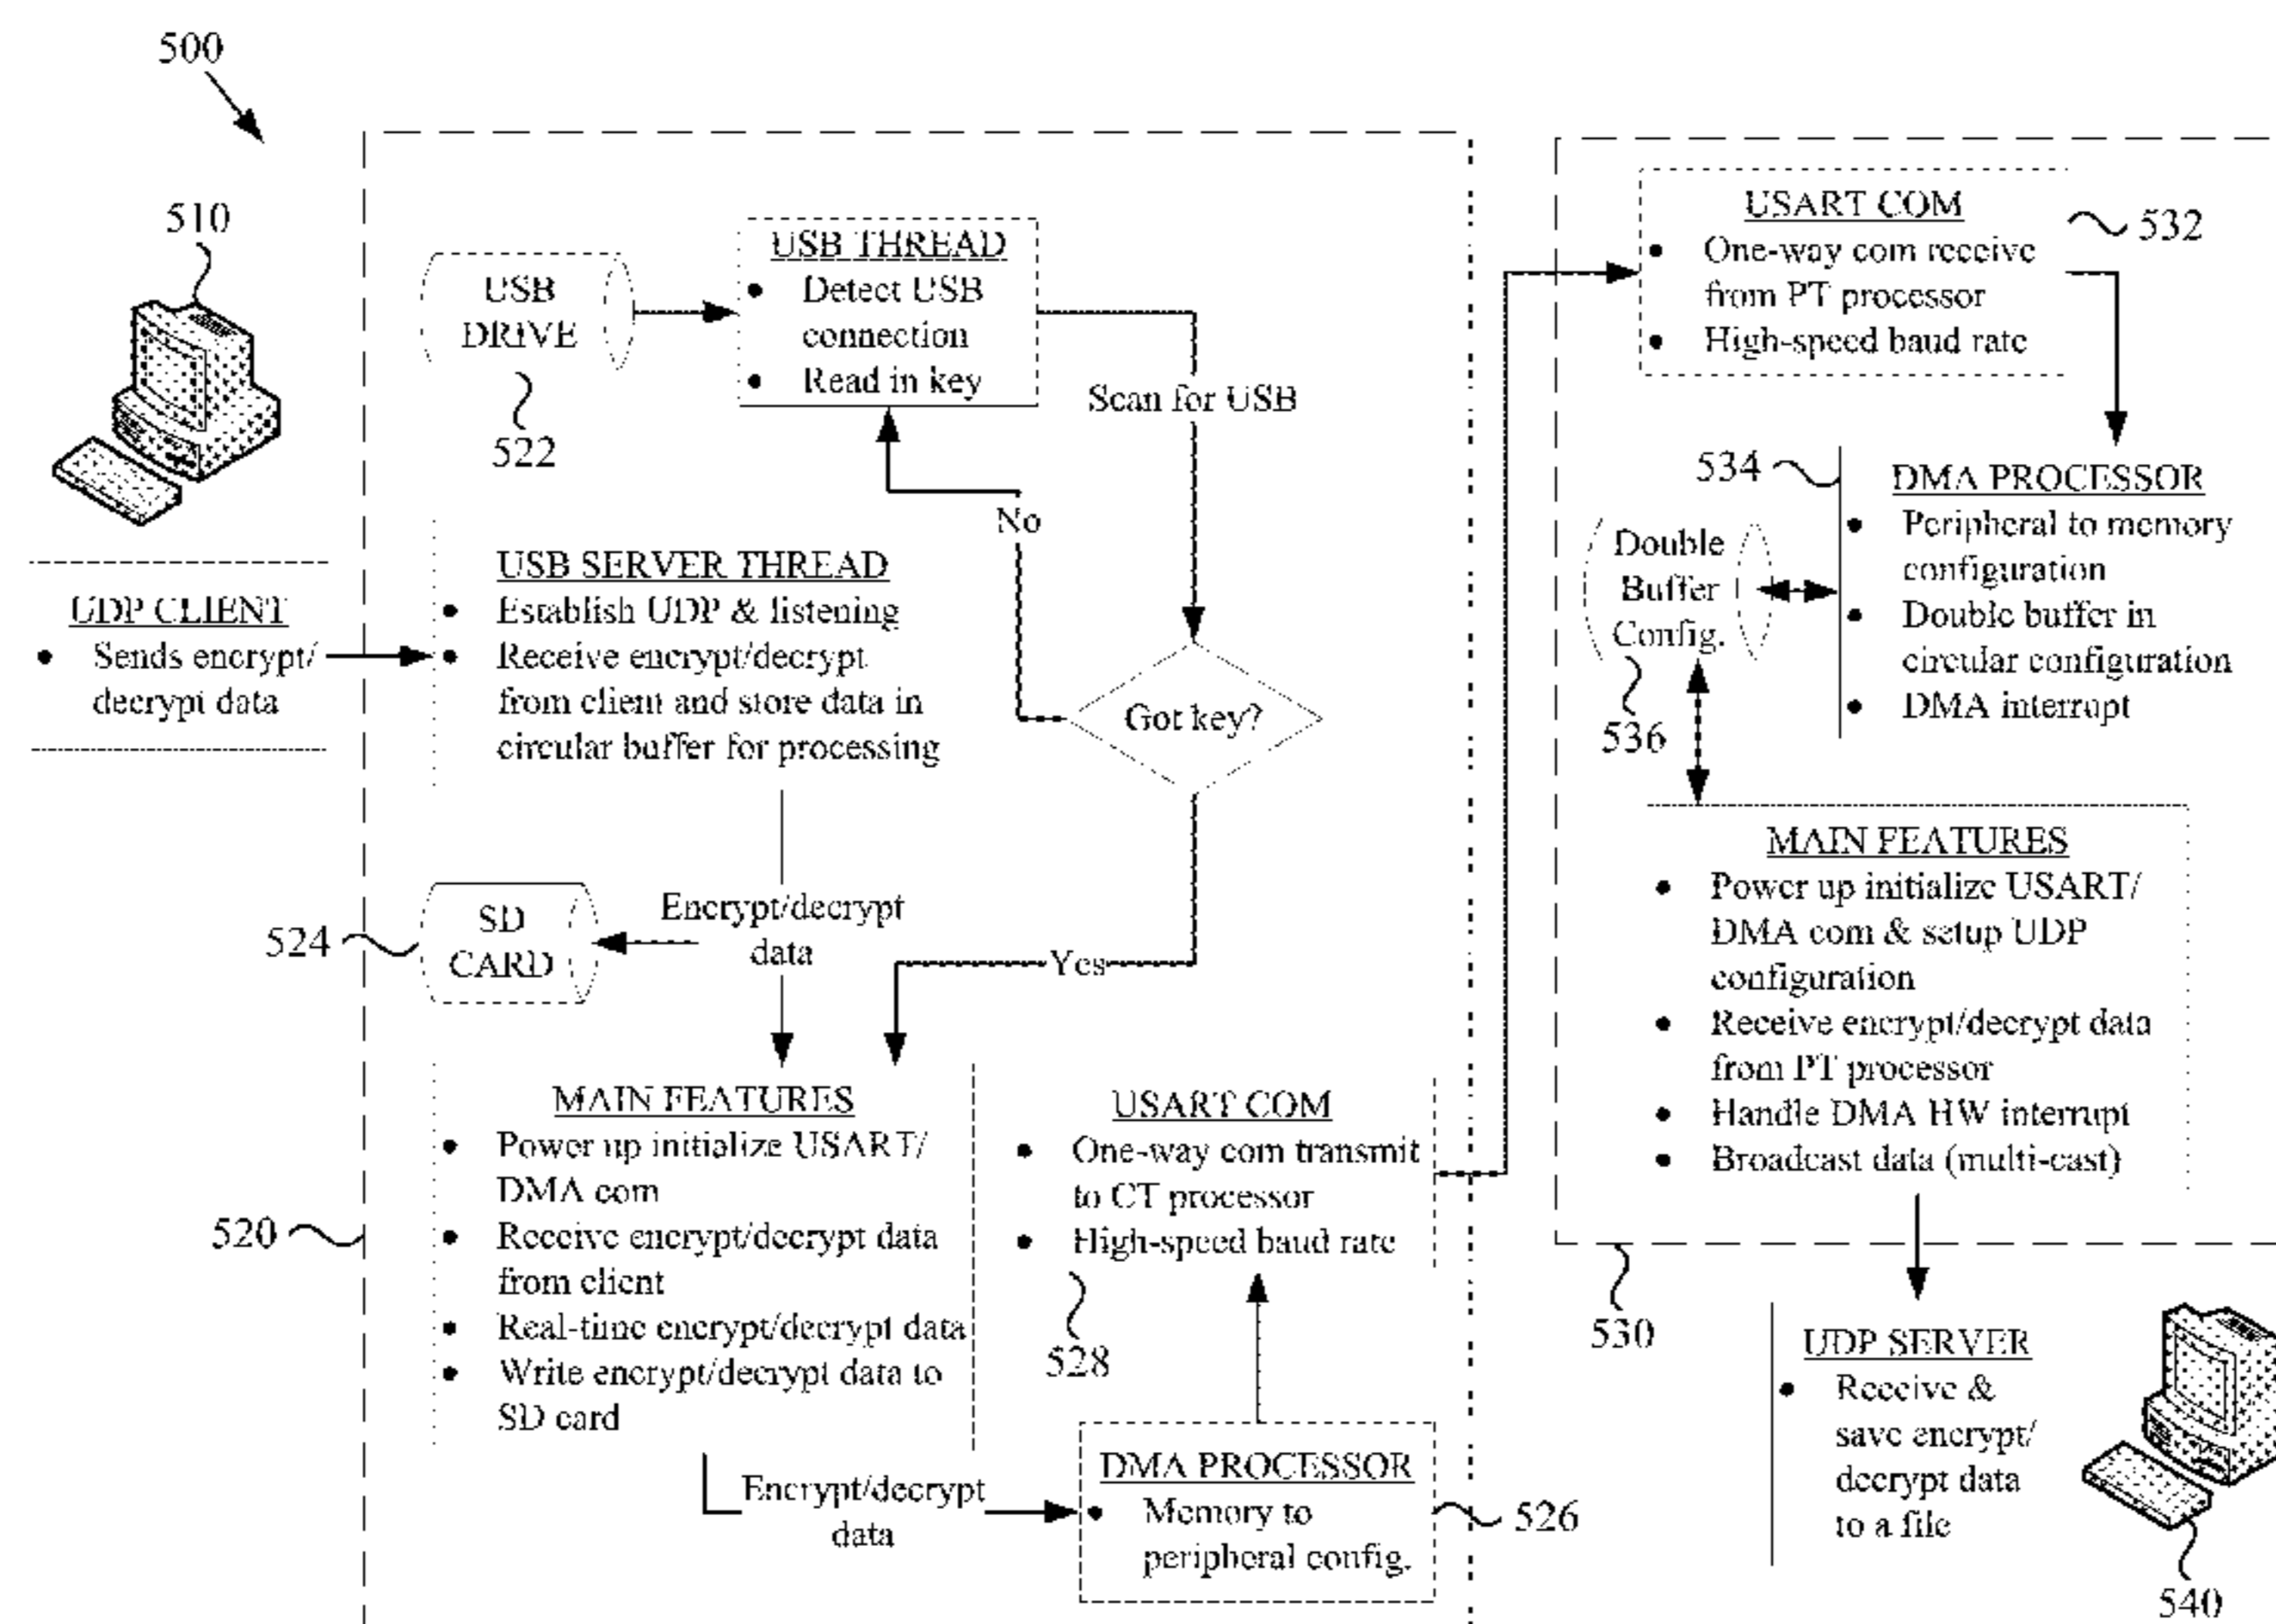 500
510
UDP CLIENT
• Sends encrypt/
decrypt data
USB
DRIVE
522
USB THREAD
• Detect USB
connection
• Read in key
Scan for USB
No
Got key?
Yes
USB SERVER THREAD
• Establish UDP & listening
• Receive encrypt/decrypt
from client and store data in
circular buffer for processing
524
SD
CARD
Encrypt/decrypt
data
520
MAIN FEATURES
• Power up initialize USART/
DMA com
• Receive encrypt/decrypt data
from client
• Real-time encrypt/decrypt data
• Write encrypt/decrypt data to
SD card
Encrypt/decrypt
data
USART COM
• One-way com transmit
to CT processor
• High-speed baud rate
528
DMA PROCESSOR
• Memory to
peripheral config.
526
USART COM
• One-way com receive
from PT processor
• High-speed baud rate
532
534
DMA PROCESSOR
• Peripheral to memory
configuration
• Double buffer in
circular configuration
• DMA interrupt
Double
Buffer
Config.
536
MAIN FEATURES
• Power up initialize USART/
DMA com & setup UDP
configuration
• Receive encrypt/decrypt data
from PT processor
• Handle DMA HW interrupt
• Broadcast data (multi-cast)
530
UDP SERVER
• Receive &
save encrypt/
decrypt data
to a file
540